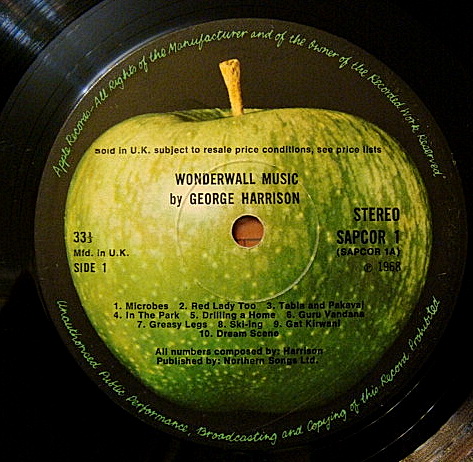 Apple Records · All Rights of the Manufacturer and of the Owner of the Recorded Work Reserved
Sold in U.K. subject to resale price conditions, see price lists
WONDERWALL MUSIC
by GEORGE HARRISON
STEREO
33⅓
SAPCOR 1
Mfd. in U.K.
(SAPCOR 1A)
SIDE 1
℗ 1968
1. Microbes 2. Red Lady Too 3. Tabla and Pakavaj
4. In The Park 5. Drilling a Home 6. Guru Vandana
7. Greasy Legs 8. Ski-ing 9. Gat Kirwani
10. Dream Scene
All numbers composed by: Harrison
Published by: Northern Songs Ltd.
Unauthorised Public Performance, Broadcasting and Copying of this Record Prohibited